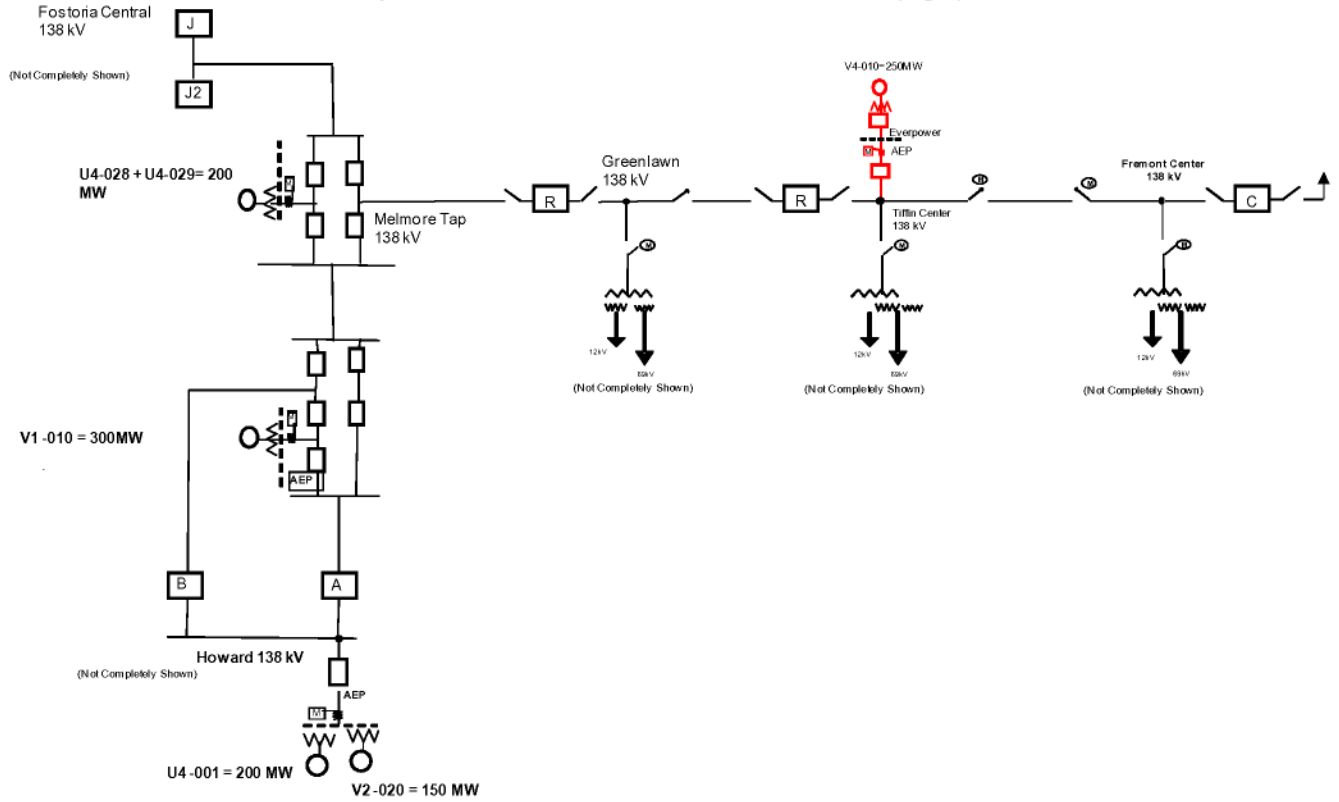 Fostoria Central
138 kV
J
(Not Completely Shown)
J2
V4-010=250MW
Everpower
M
AEP
U4-028 + U4-029= 200
MW
M
Greenlawn
138 kV
Fremont Center
138 kV
R
R
C
Melmore Tap
138 kV
Tiffin Center
138 kV
M
M
12kV
69kV
12kV
69kV
12kV
69kV
(Not Completely Shown)
(Not Completely Shown)
(Not Completely Shown)
V1-010 = 300MW
AEP
B
A
Howard 138 kV
(Not Completely Shown)
AEP
M
U4-001 = 200 MW
V2-020 = 150 MW